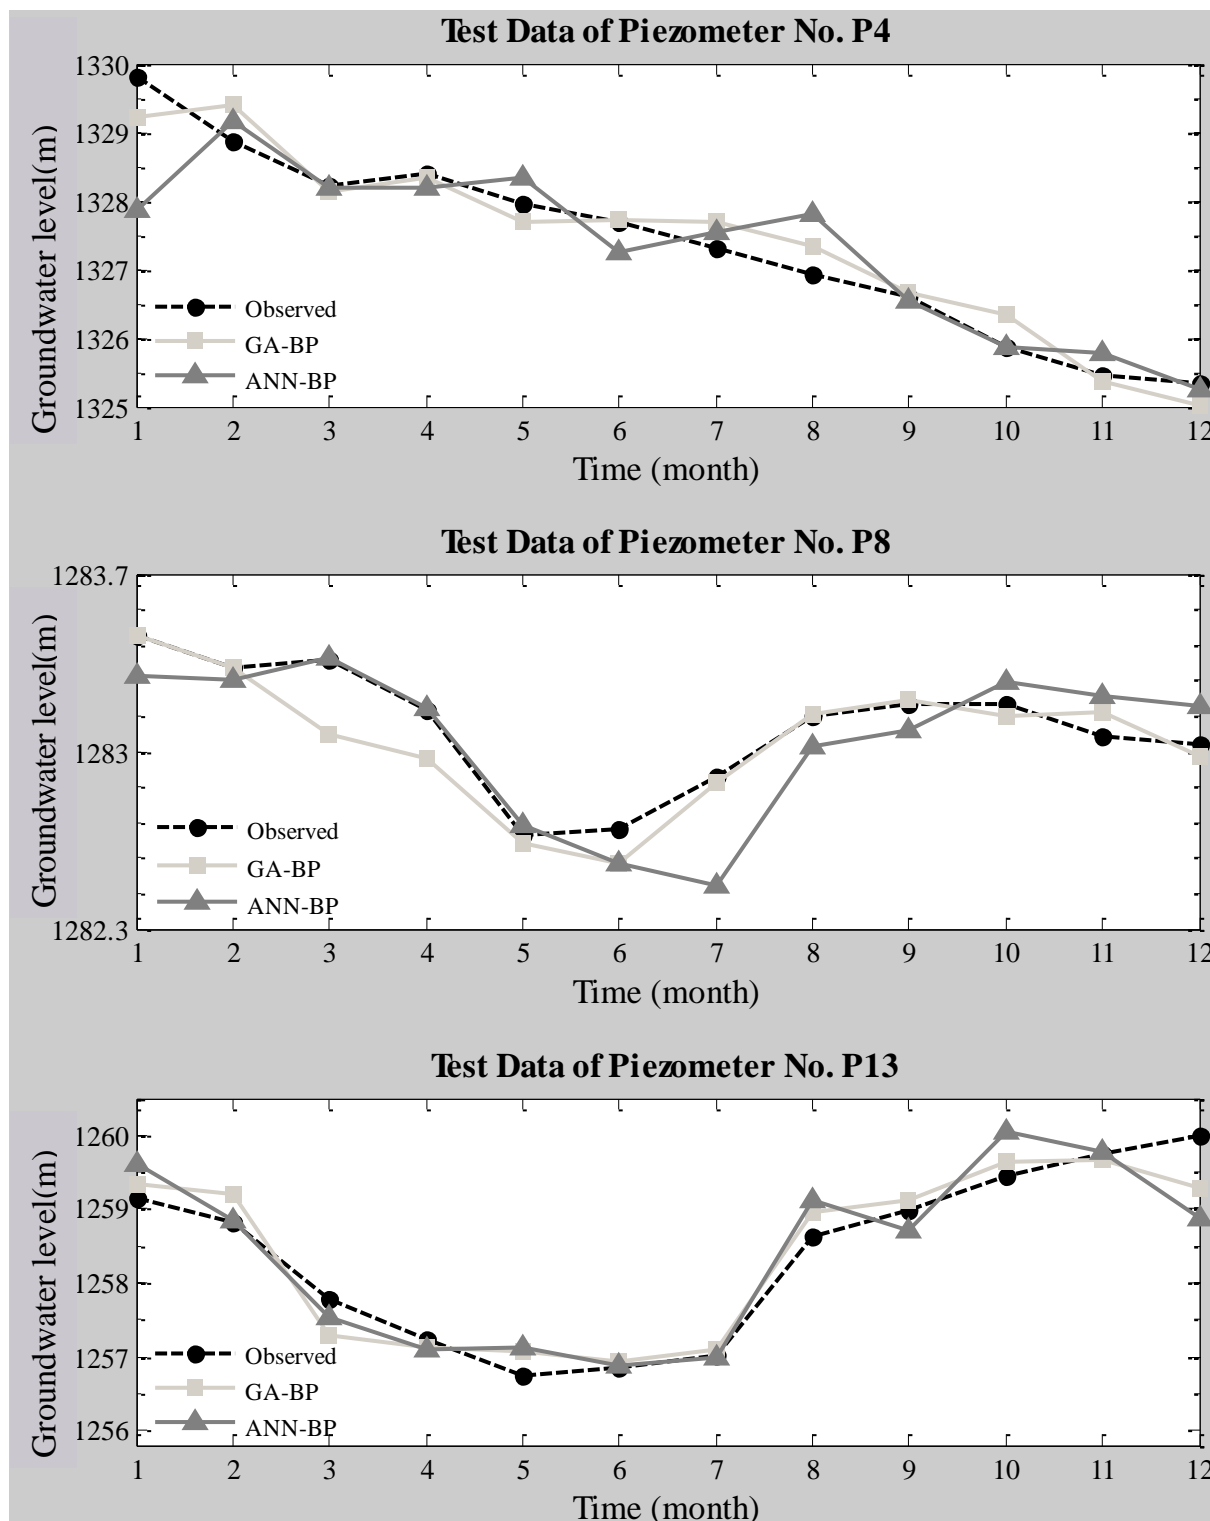 Test Data of Piezometer No. P4
Groundwater level(m)
1330
1329
1328
1327
1326
1325
Observed
GA-BP
ANN-BP
1 2 3 4 5 6 7 8 9 10 11 12
Time (month)
Test Data of Piezometer No. P8
Groundwater level(m)
1283.7
1283
1282.3
Observed
GA-BP
ANN-BP
1 2 3 4 5 6 7 8 9 10 11 12
Time (month)
Test Data of Piezometer No. P13
Groundwater level(m)
1260
1259
1258
1257
1256
Observed
GA-BP
ANN-BP
1 2 3 4 5 6 7 8 9 10 11 12
Time (month)